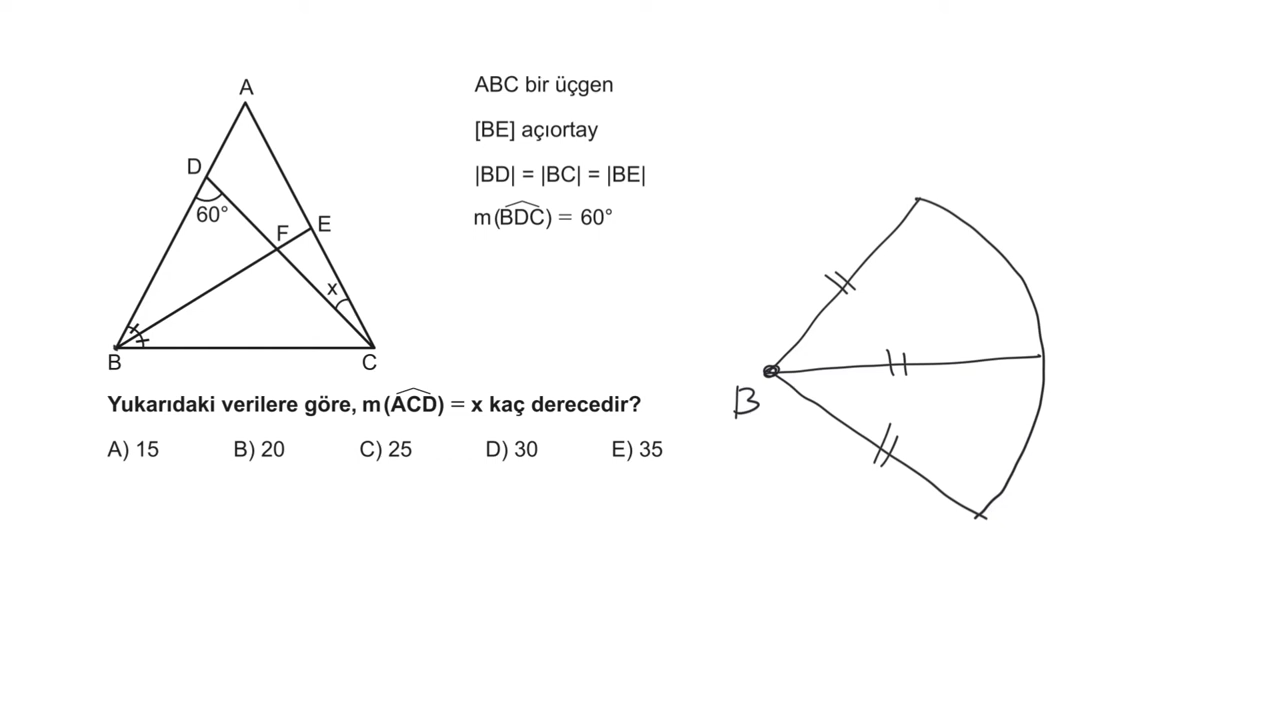 A
D
60°
F
E
x
B
C
ABC bir üçgen
[BE] açıortay
|BD| = |BC| = |BE|
m(BDC) = 60°
Yukarıdaki verilere göre, m(ACD) = x kaç derecedir?
A) 15 B) 20 C) 25 D) 30 E) 35
B